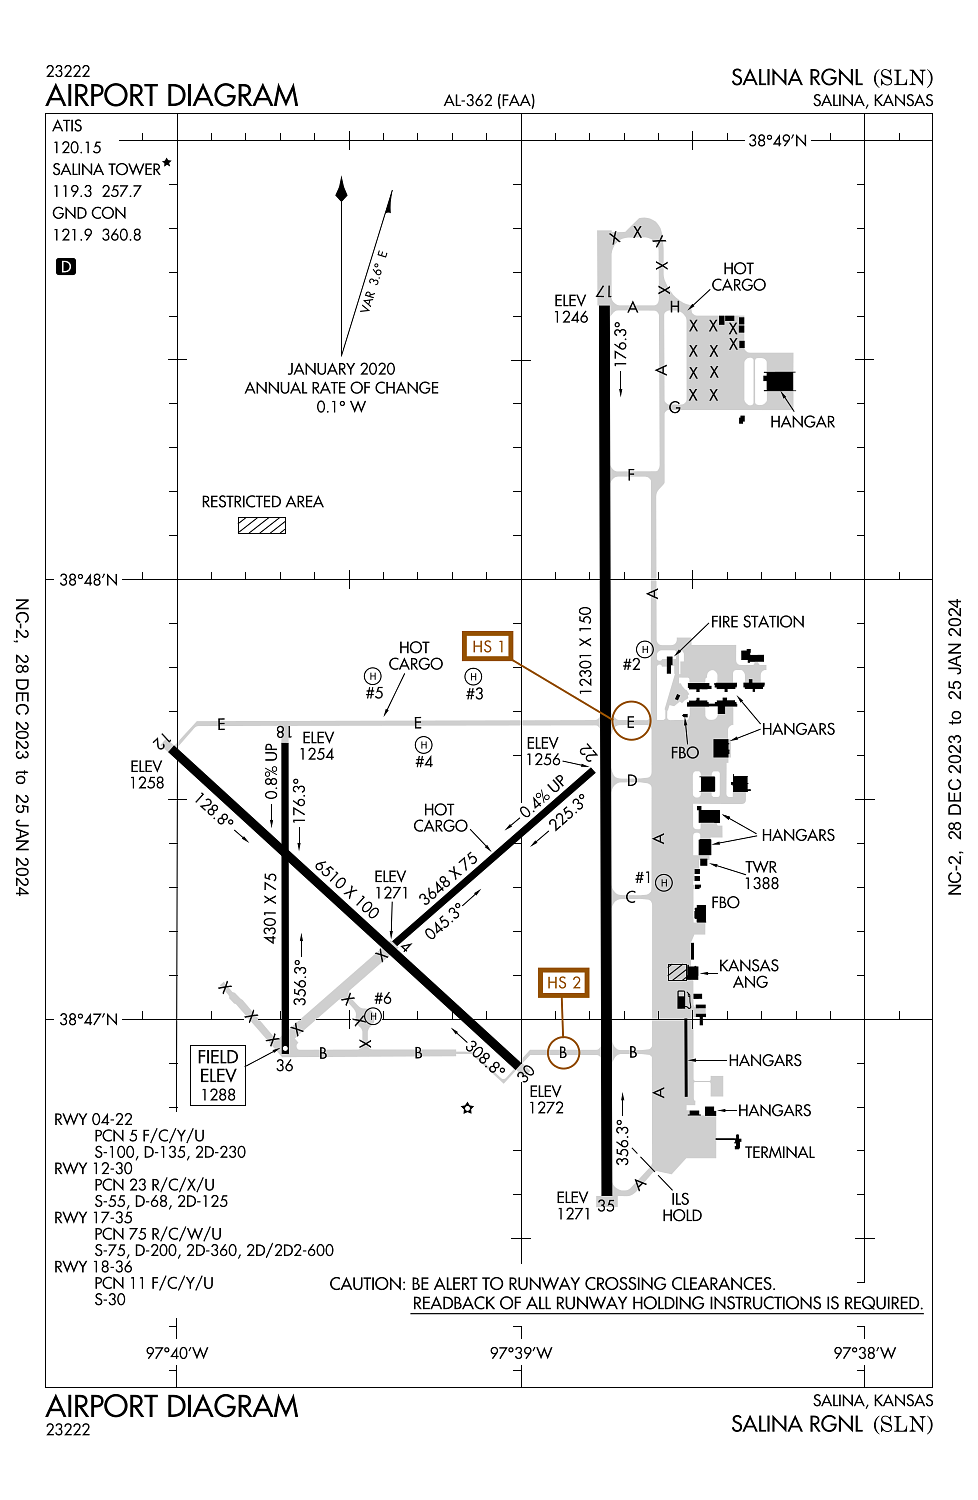 23222
AIRPORT DIAGRAM
AL-362 (FAA)
SALINA RGNL (SLN)
SALINA, KANSAS
ATIS
120.15
SALINA TOWER
119.3 257.7
GND CON
121.9 360.8
D
38°49'N
VAR 3.6° E
JANUARY 2020
ANNUAL RATE OF CHANGE
0.1° W
RESTRICTED AREA
X X X
X
X
HOT
CARGO
17
ELEV
1246
A
H
X X X
X X X
X X
X X
176.3°
A
G
HANGAR
F
38°48'N
A
12301 X 150
FIRE STATION
HS 1
H
#2
HOT
CARGO
H
#5
H
#3
E
E
E
H
#4
HANGARS
FBO
18
ELEV
1254
12
ELEV
1258
0.8% UP
176.3°
128.8°
ELEV
1256
22
0.4% UP
225.3°
D
HOT
CARGO
A
HANGARS
TWR
1388
6510 X 100
ELEV
1271
3648 X 75
045.3°
4301 X 75
#1
H
C
FBO
4
X
356.3°
HS 2
KANSAS
ANG
X
X
X
X
X
X
X
#6
H
38°47'N
FIELD
ELEV
1288
36
B
B
308.8°
30
B
B
HANGARS
ELEV
1272
A
HANGARS
TERMINAL
356.3°
A
ELEV
1271
35
ILS
HOLD
RWY 04-22
PCN 5 F/C/Y/U
S-100, D-135, 2D-230
RWY 12-30
PCN 23 R/C/X/U
S-55, D-68, 2D-125
RWY 17-35
PCN 75 R/C/W/U
S-75, D-200, 2D-360, 2D/2D2-600
RWY 18-36
PCN 11 F/C/Y/U
S-30
CAUTION: BE ALERT TO RUNWAY CROSSING CLEARANCES.
READBACK OF ALL RUNWAY HOLDING INSTRUCTIONS IS REQUIRED.
97°40'W
97°39'W
97°38'W
AIRPORT DIAGRAM
23222
SALINA, KANSAS
SALINA RGNL (SLN)
NC-2, 28 DEC 2023 to 25 JAN 2024
NC-2, 28 DEC 2023 to 25 JAN 2024